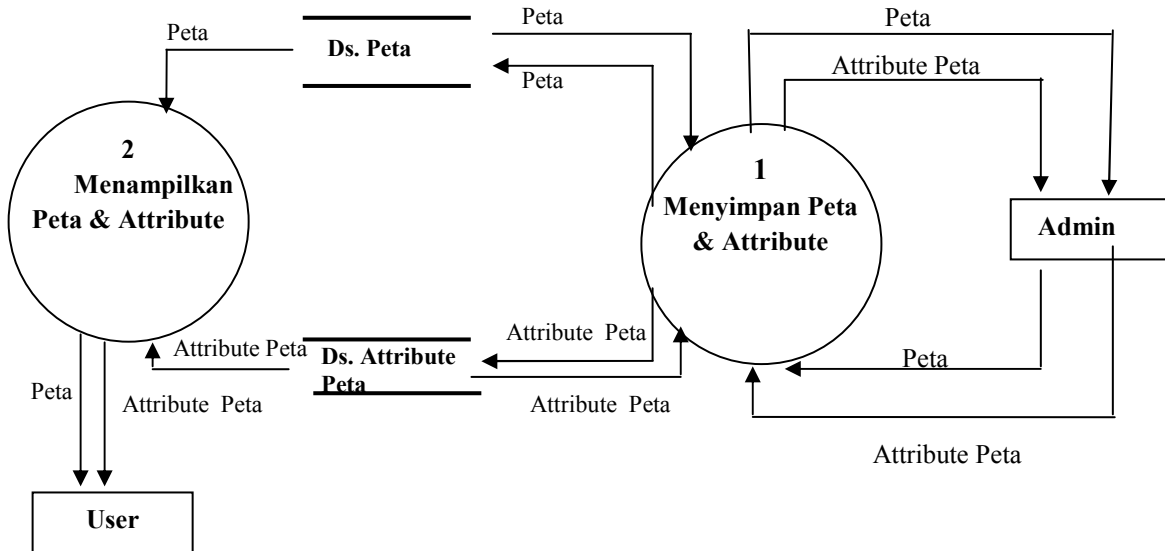 Peta
Peta
Peta
Ds. Peta
Peta
Attribute Peta
Peta
2
Menampilkan
Peta & Attribute
1
Menyimpan Peta
& Attribute
Admin
Attribute Peta
Attribute Peta
Ds. Attribute
Peta
Peta
Peta
Attribute Peta
Attribute Peta
Attribute Peta
User